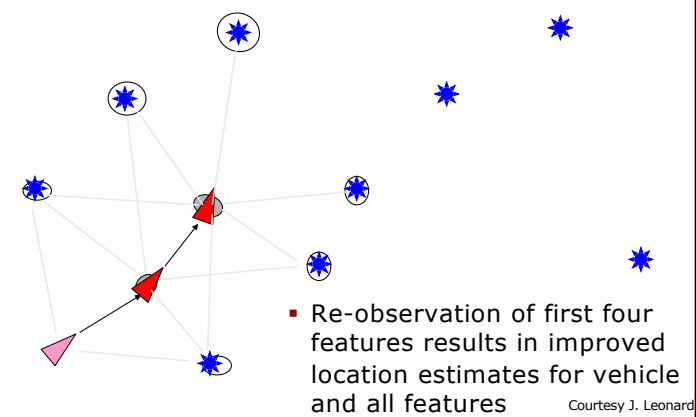 ▪ Re-observation of first four
features results in improved
location estimates for vehicle
and all features
Courtesy J. Leonard